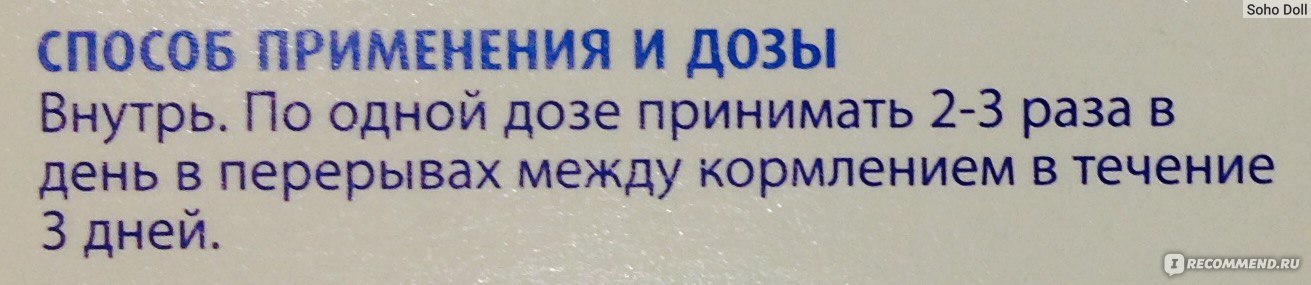 Soho Doll
СПОСОБ ПРИМЕНЕНИЯ И ДОЗЫ
Внутрь. По одной дозе принимать 2-3 раза в
день в перерывах между кормлением в течение
3 дней.
I RECOMMEND.RU